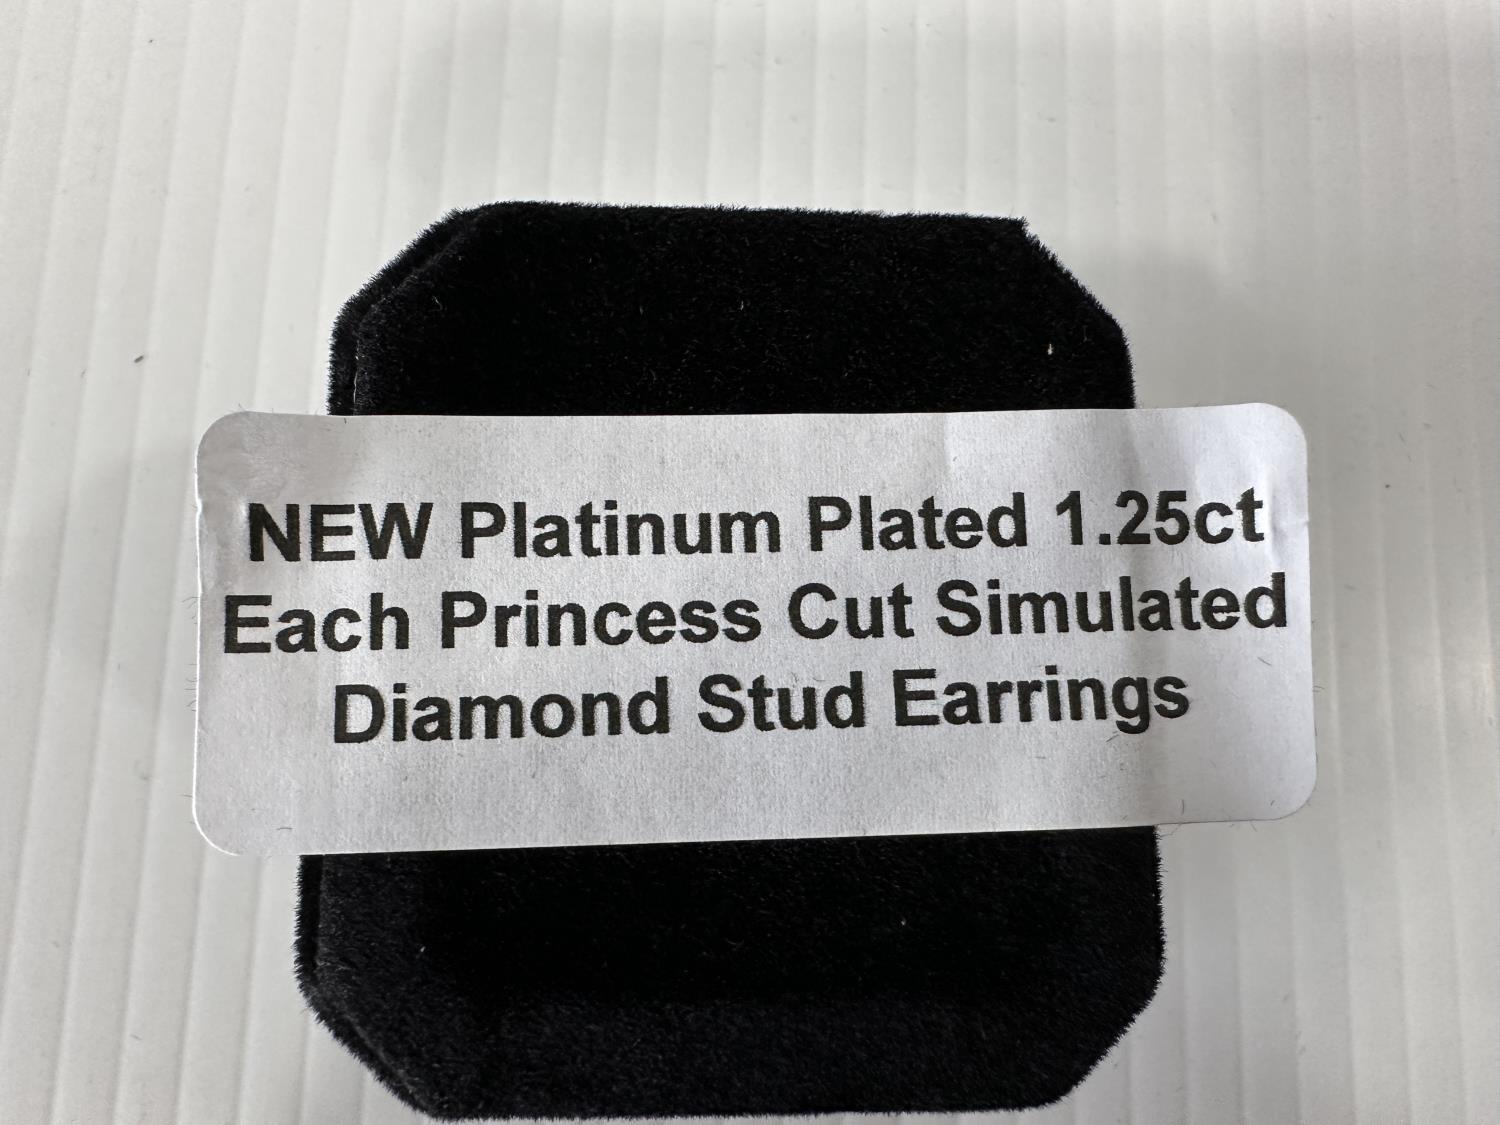 NEW Platinum Plated 1.25ct
Each Princess Cut Simulated
Diamond Stud Earrings